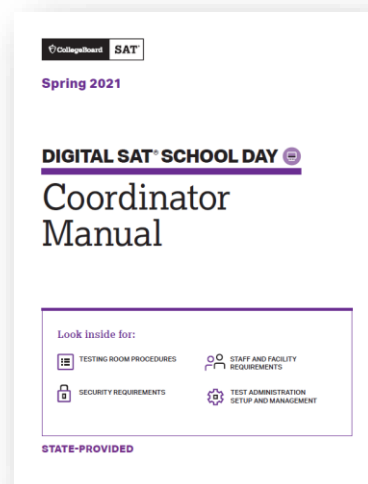 CollegeBoard SAT®
Spring 2021
DIGITAL SAT® SCHOOL DAY
Coordinator
Manual
Look inside for:
TESTING ROOM PROCEDURES
STAFF AND FACILITY
REQUIREMENTS
SECURITY REQUIREMENTS
TEST ADMINISTRATION
SETUP AND MANAGEMENT
STATE-PROVIDED